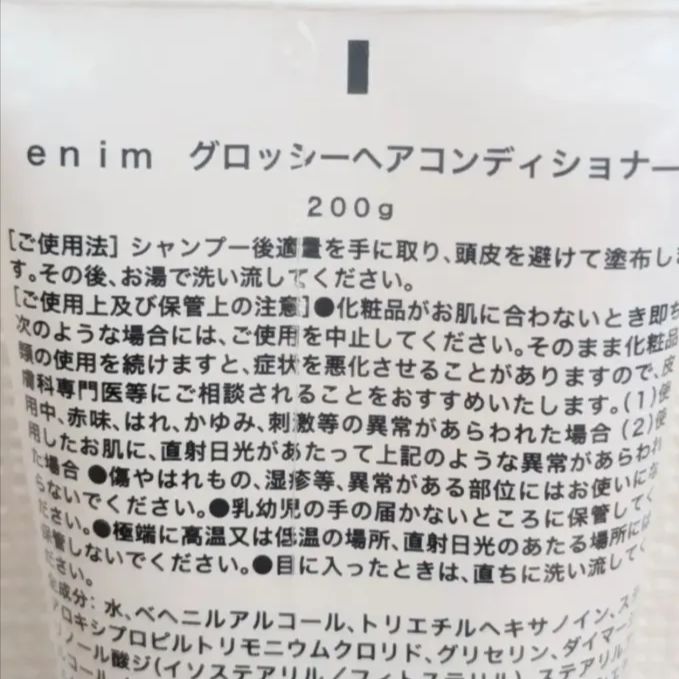 enim グロッシーヘアコンディショナー
200g
[ご使用法] シャンプー後適量を手に取り、頭皮を避けて塗布しま
す。その後、お湯で洗い流してください。
[ご使用上及び保管上の注意]●化粧品がお肌に合わないとき即ち
次のような場合には、ご使用を中止してください。そのまま化粧品
類の使用を続けますと、症状を悪化させることがありますので、皮
膚科専門医等にご相談されることをおすすめいたします。(1)使
用中、赤味、はれ、かゆみ、刺激等の異常があらわれた場合 (2)使
用したお肌に、直射日光があたって上記のような異常があらわれ
た場合 ●傷やはれもの、湿疹等、異常がある部位にはお使いにな
らないでください。●乳幼児の手の届かないところに保管してく
ださい。●極端に高温又は低温の場所、直射日光のあたる場所には
保管しないでください。●目に入ったときは、直ちに洗い流してく
ださい。
全成分: 水、ベヘニルアルコール、トリエチルヘキサノイン、ステ
アロキシプロピルトリモニウムクロリド、グリセリン、ダイマージ
リノール酸ジ(イソステアリル/フィトステリル)、ステアリル